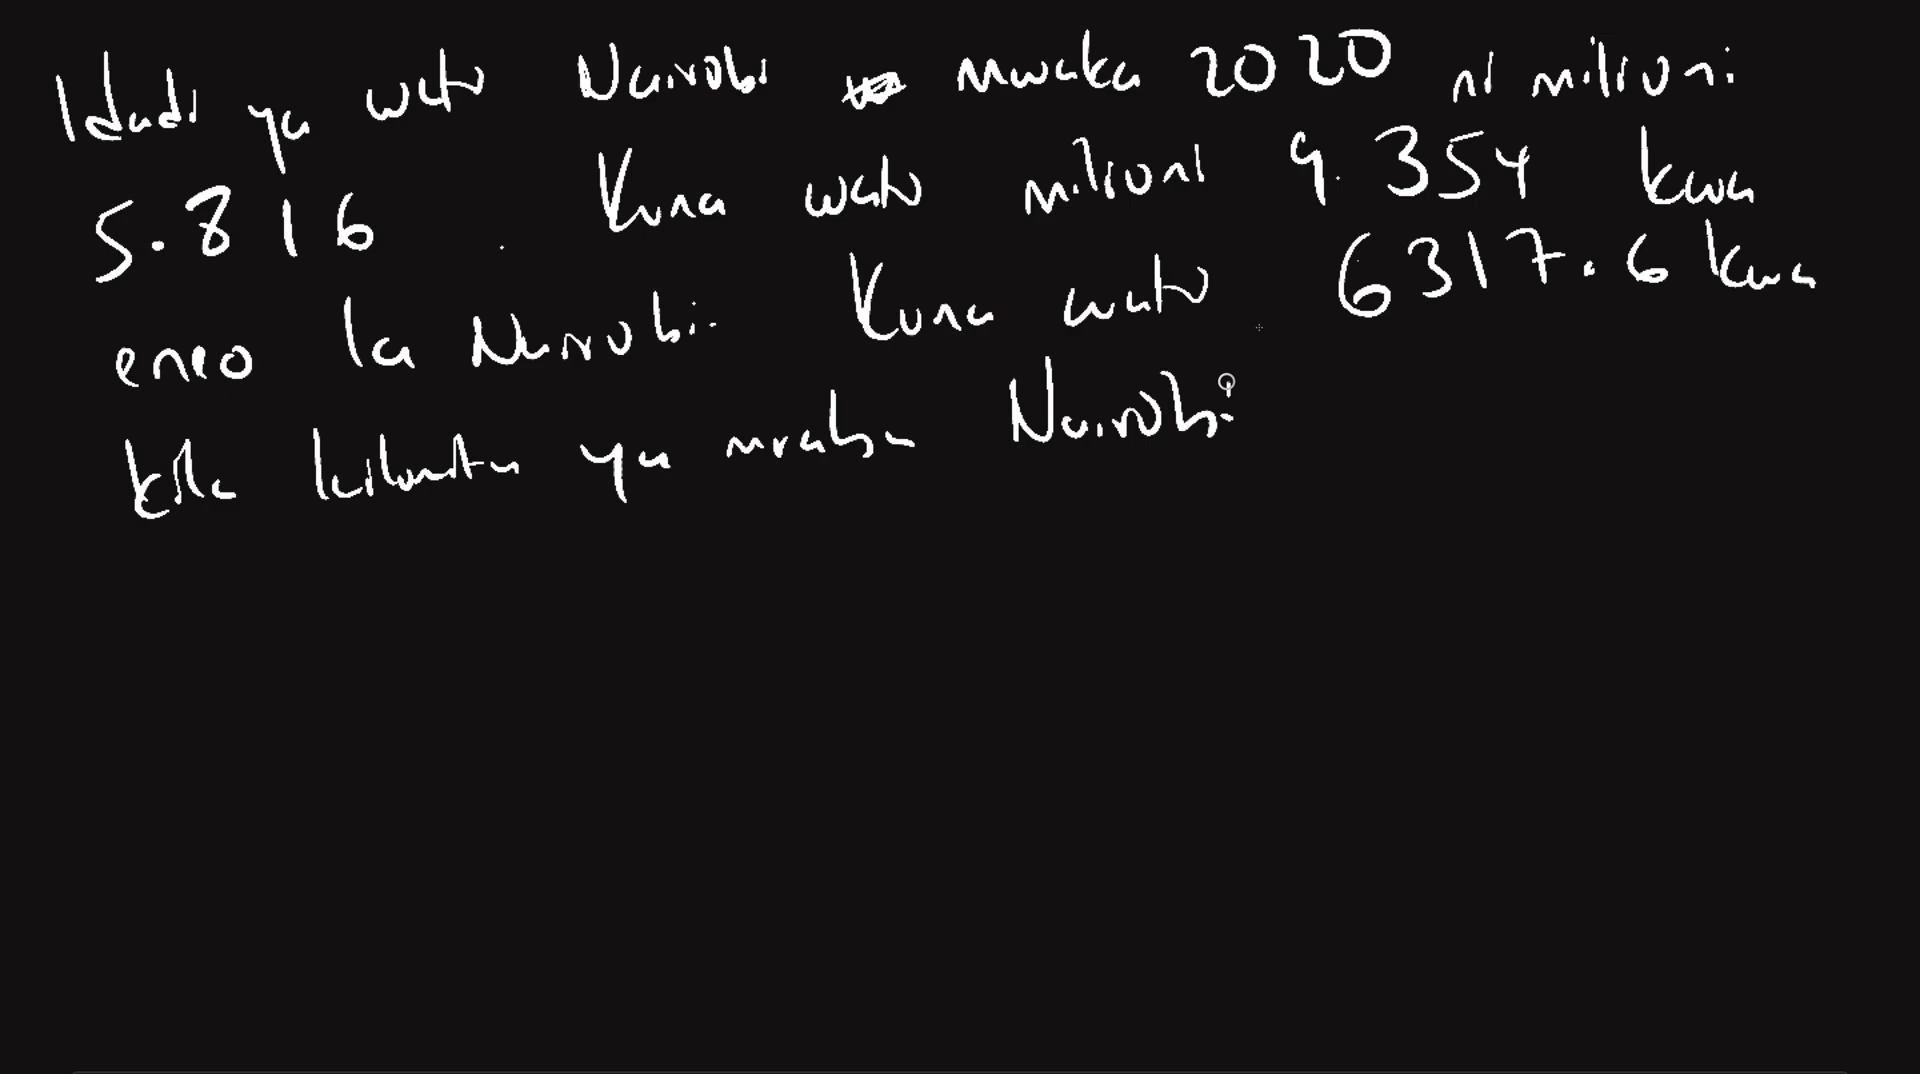 Idadi ya watu Nairobi mwaka 2020 ni milioni
5.816. Kuna watu milioni 9.354 kwa
eneo la Nairobi. Kuna watu 6317.6 kwa
kila kilomita ya mraba Nairobi.